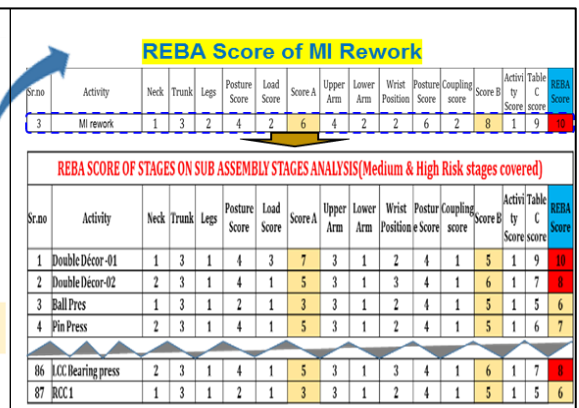 REBA Score of MI Rework
Sr.no Activity Neck Trunk Legs Posture Score Load Score Score A Upper Arm Lower Arm Wrist Position Posture Score Coupling score Score B Activi ty Score Table C score REBA Score
3 MI rework 1 3 2 4 2 6 4 2 2 6 2 8 1 9 10
REBA SCORE OF STAGES ON SUB ASSEMBLY STAGES ANALYSIS(Medium & High Risk stages covered)
Sr.no Activity Neck Trunk Legs Posture Score Load Score Score A Upper Arm Lower Arm Wrist Position Postur e Score Coupling score Score B Activi ty Score Table C score REBA Score
1 Double Décor -01 1 3 1 4 3 7 3 1 2 4 1 5 1 9 10
2 Double Décor-02 2 3 1 4 1 5 3 1 3 4 1 6 1 7 8
3 Ball Pres 1 3 1 2 1 3 3 1 2 4 1 5 1 5 6
4 Pin Press 2 3 1 4 1 5 3 1 2 4 1 5 1 6 7
86 LCC Bearing press 2 3 1 4 1 5 3 1 3 4 1 6 1 7 8
87 RCC 1 1 3 1 2 1 3 3 1 2 4 1 5 1 5 6